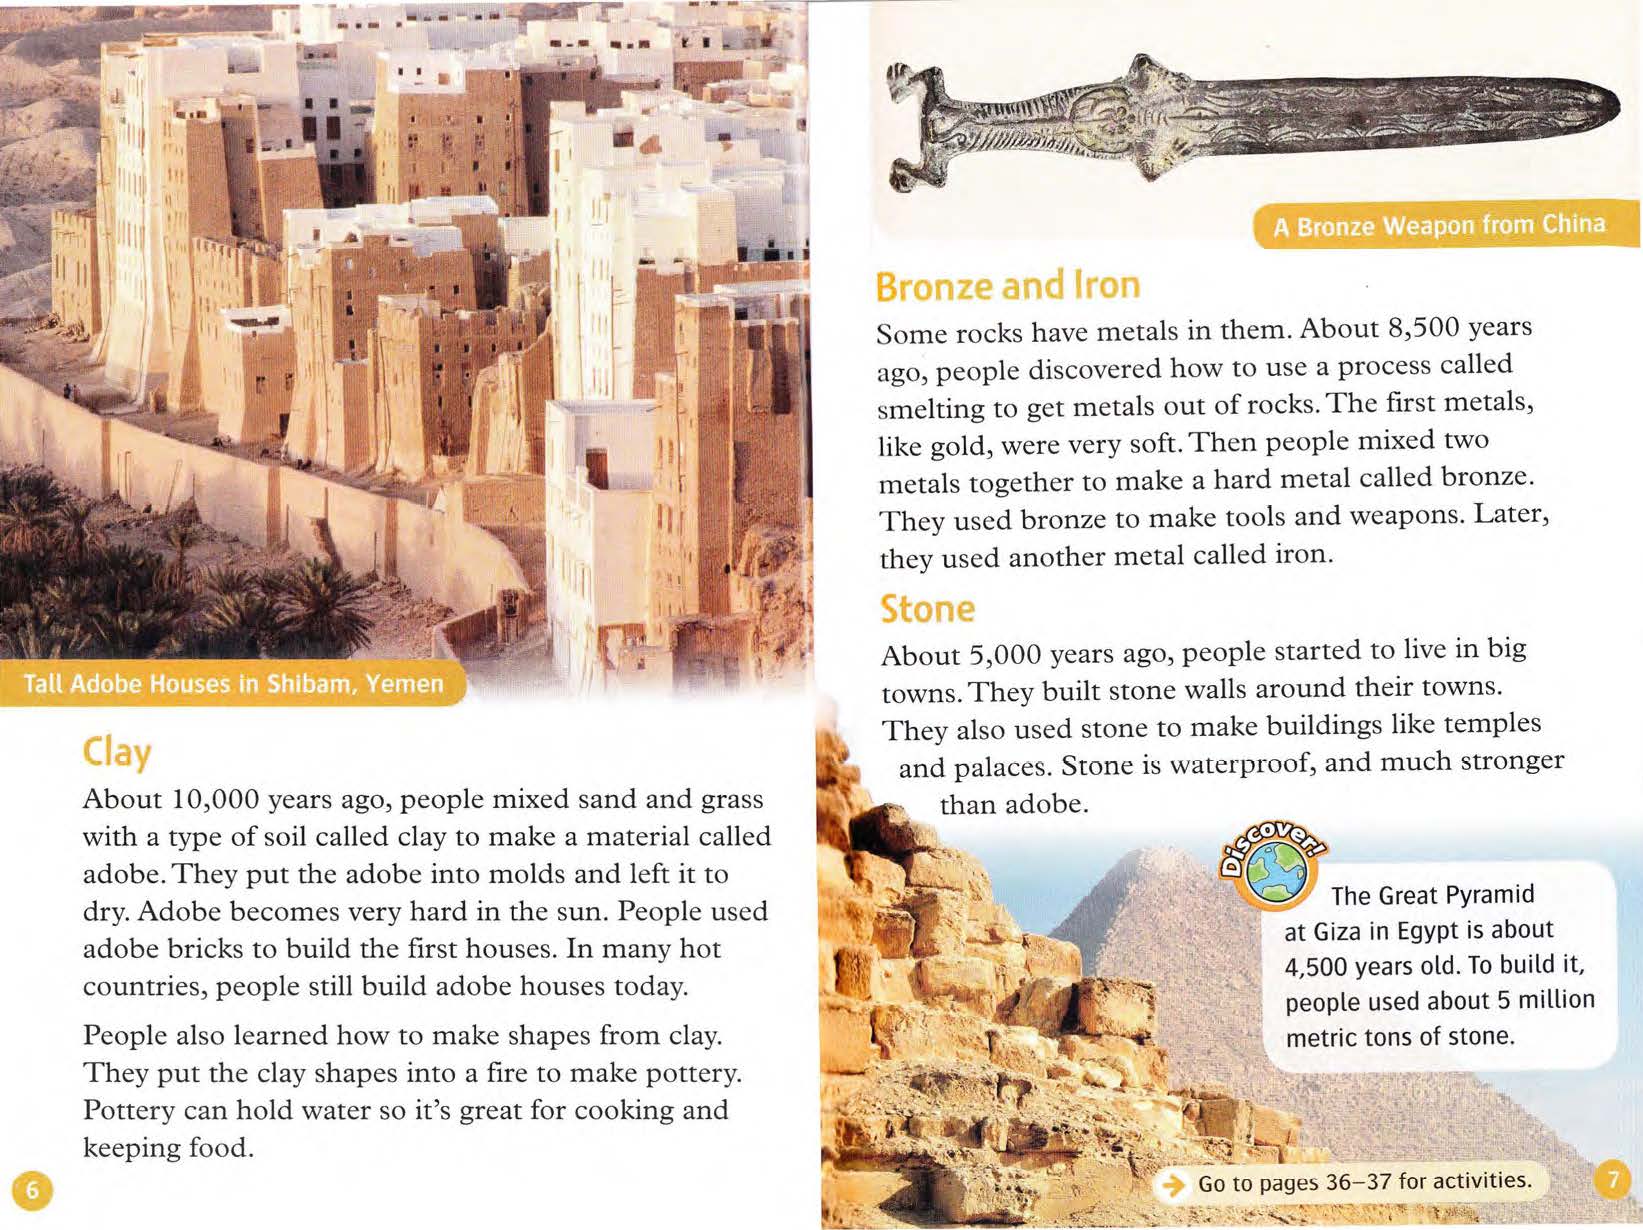 Tall Adobe Houses in Shibam, Yemen
Clay
About 10,000 years ago, people mixed sand and grass
with a type of soil called clay to make a material called
adobe. They put the adobe into molds and left it to
dry. Adobe becomes very hard in the sun. People used
adobe bricks to build the first houses. In many hot
countries, people still build adobe houses today.
People also learned how to make shapes from clay.
They put the clay shapes into a fire to make pottery.
Pottery can hold water so it's great for cooking and
keeping food.
6
A Bronze Weapon from China
Bronze and Iron
Some rocks have metals in them. About 8,500 years
ago, people discovered how to use a process called
smelting to get metals out of rocks. The first metals,
like gold, were very soft. Then people mixed two
metals together to make a hard metal called bronze.
They used bronze to make tools and weapons. Later,
they used another metal called iron.
Stone
About 5,000 years ago, people started to live in big
towns. They built stone walls around their towns.
They also used stone to make buildings like temples
and palaces. Stone is waterproof, and much stronger
than adobe.
Discover!
The Great Pyramid
at Giza in Egypt is about
4,500 years old. To build it,
people used about 5 million
metric tons of stone.
Go to pages 36–37 for activities.
7